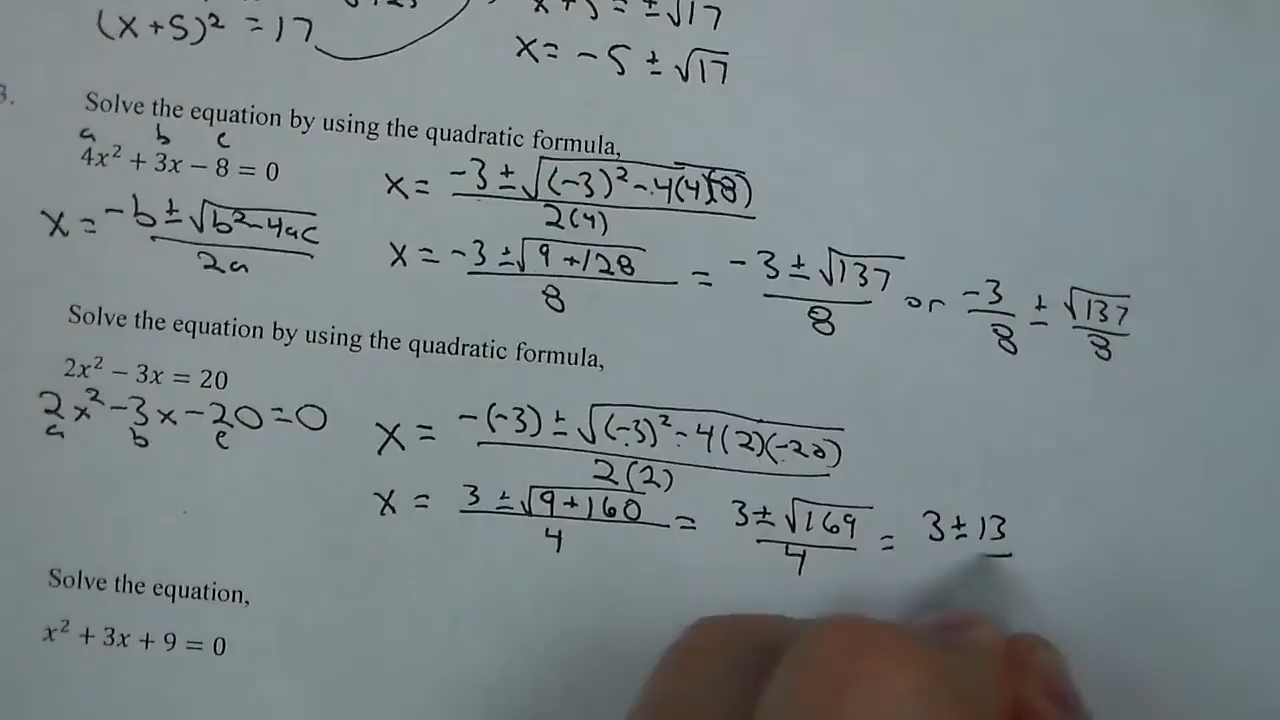 (x+5)² = 17
x+5 = ±√17
x = -5 ± √17
3.
Solve the equation by using the quadratic formula,
a b c
4x² + 3x − 8 = 0
x = (-b ± √(b²-4ac))/(2a)
x = (-3 ± √((-3)² - 4(4)(-8)))/(2(4))
x = (-3 ± √(9+128))/8 = (-3 ± √137)/8 or -3/8 ± √137/8
Solve the equation by using the quadratic formula,
2x² − 3x = 20
2x² - 3x - 20 = 0
a b c
x = (-(-3) ± √((-3)² - 4(2)(-20)))/(2(2))
x = (3 ± √(9+160))/4 = (3 ± √169)/4 = 3 ± 13
Solve the equation,
x² + 3x + 9 = 0